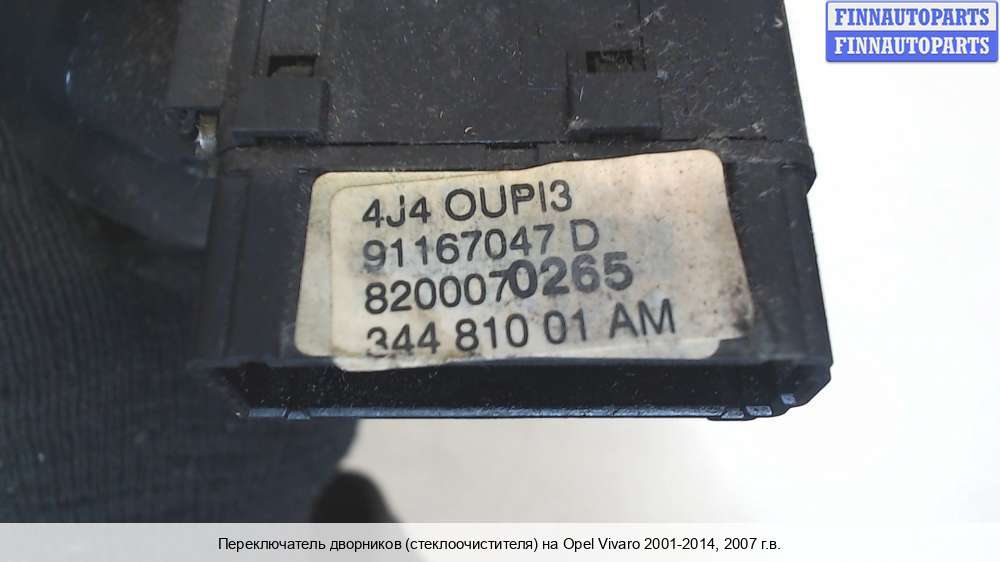 FINNAUTOPARTS
FINNAUTOPARTS
4J4 OUPI3
91167047 D
8200070265
344 810 01 AM
Переключатель дворников (стеклоочистителя) на Opel Vivaro 2001-2014, 2007 г.в.